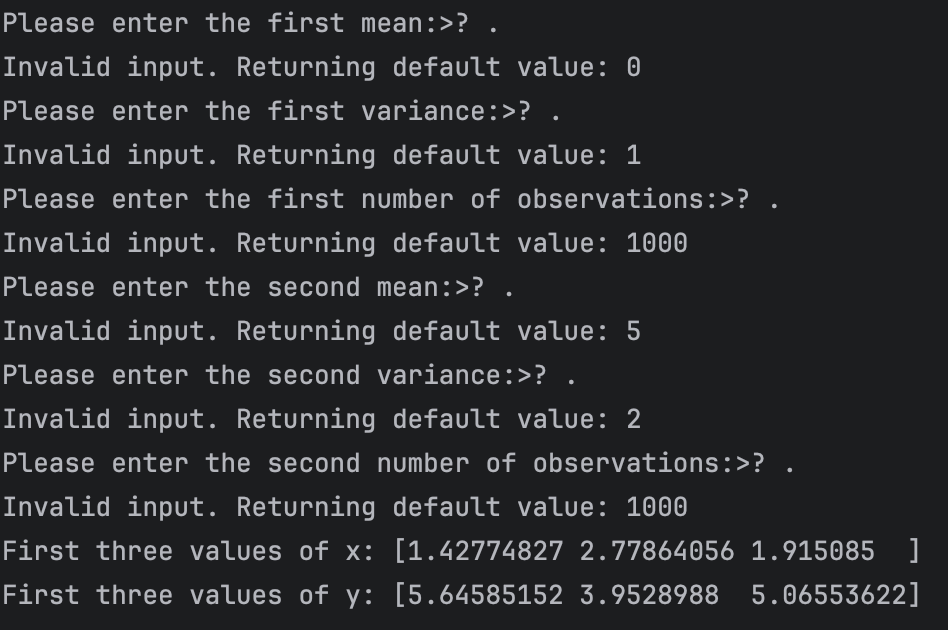 Please enter the first mean:>? .
Invalid input. Returning default value: 0
Please enter the first variance:>? .
Invalid input. Returning default value: 1
Please enter the first number of observations:>? .
Invalid input. Returning default value: 1000
Please enter the second mean:>? .
Invalid input. Returning default value: 5
Please enter the second variance:>? .
Invalid input. Returning default value: 2
Please enter the second number of observations:>? .
Invalid input. Returning default value: 1000
First three values of x: [1.42774827 2.77864056 1.915085  ]
First three values of y: [5.64585152 3.9528988  5.06553622]